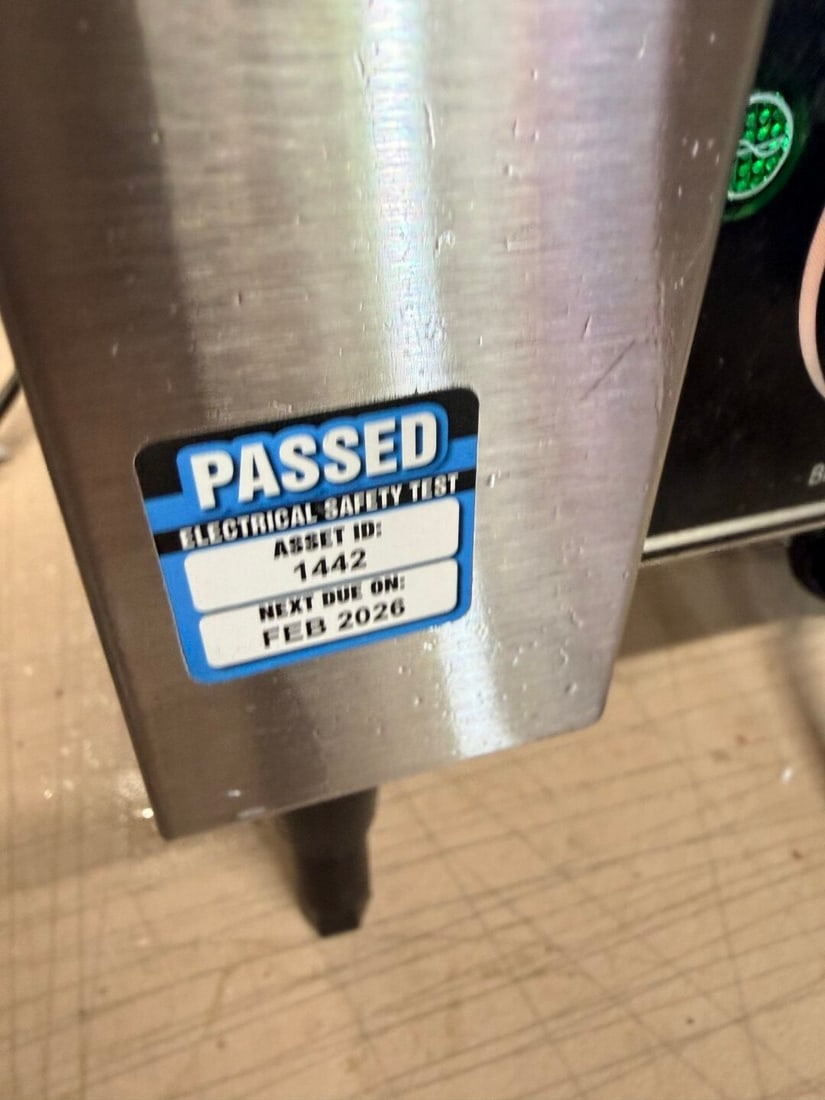 PASSED
ELECTRICAL SAFETY TEST
ASSET ID:
1442
NEXT DUE ON:
FEB 2026